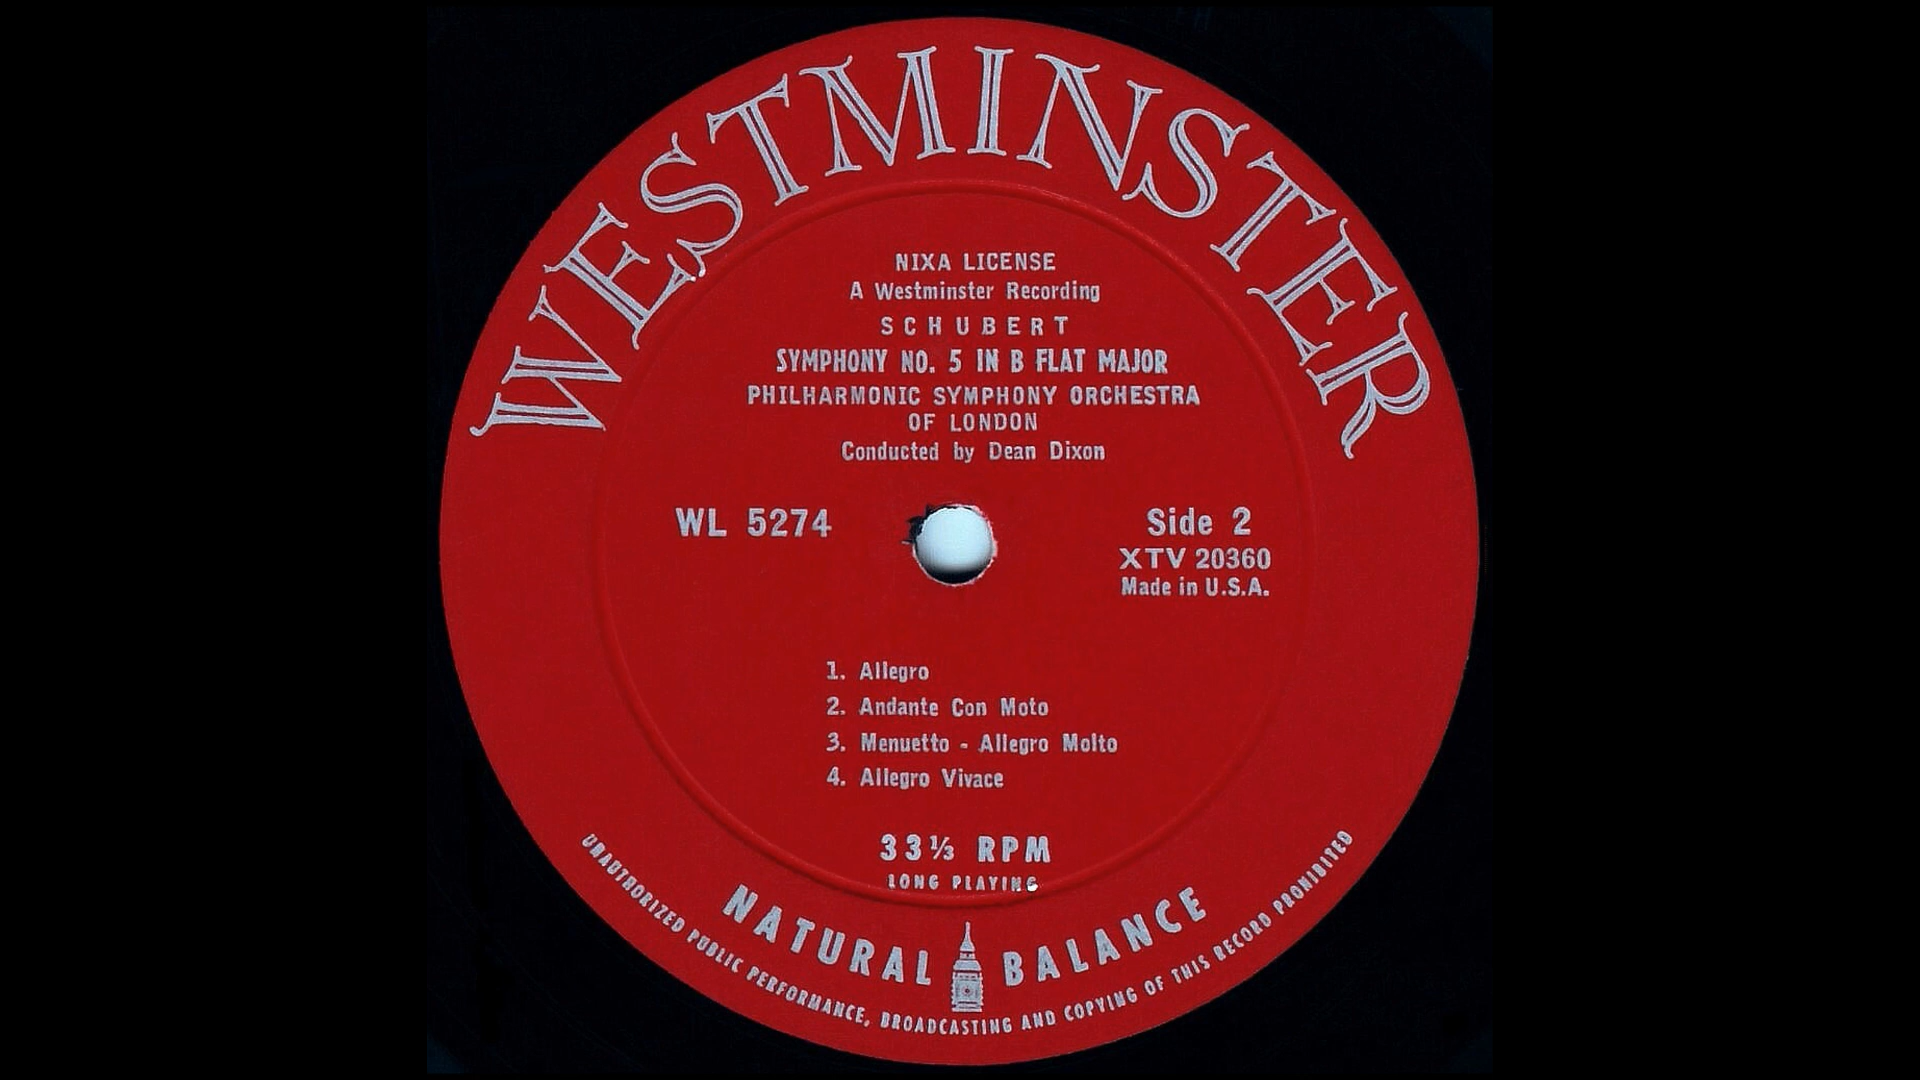 WESTMINSTER
NIXA LICENSE
A Westminster Recording
SCHUBERT
SYMPHONY NO. 5 IN B FLAT MAJOR
PHILHARMONIC SYMPHONY ORCHESTRA
OF LONDON
Conducted by Dean Dixon
WL 5274
Side 2
XTV 20360
Made in U.S.A.
1. Allegro
2. Andante Con Moto
3. Menuetto - Allegro Molto
4. Allegro Vivace
33⅓ RPM
LONG PLAYING
NATURAL BALANCE
UNAUTHORIZED PUBLIC PERFORMANCE, BROADCASTING AND COPYING OF THIS RECORD PROHIBITED